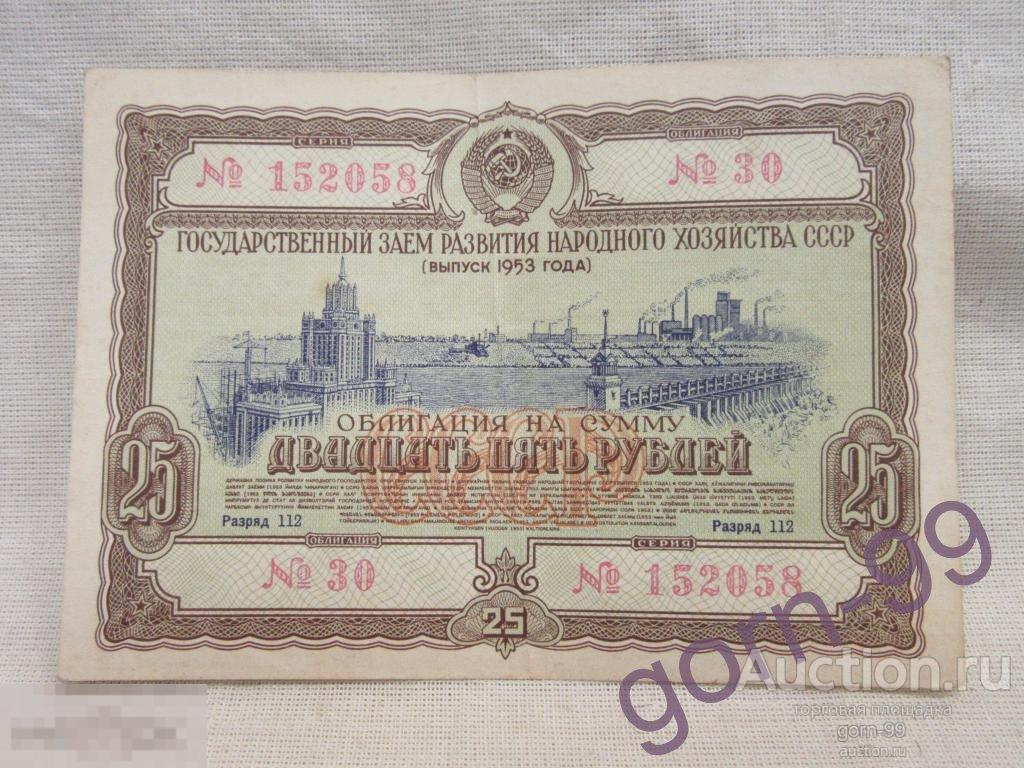 СЕРИЯ
ОБЛИГАЦИЯ
№ 152058
№ 30
ГОСУДАРСТВЕННЫЙ ЗАЕМ РАЗВИТИЯ НАРОДНОГО ХОЗЯЙСТВА СССР
(ВЫПУСК 1953 ГОДА)
ОБЛИГАЦИЯ НА СУММУ
СССР
ДВАДЦАТЬ ПЯТЬ РУБЛЕЙ
25
25
Разряд 112
Разряд 112
ОБЛИГАЦИЯ
СЕРИЯ
№ 30
№ 152058
25
gorn-99
Auction.ru
торговая площадка
gorn-99
auction.ru